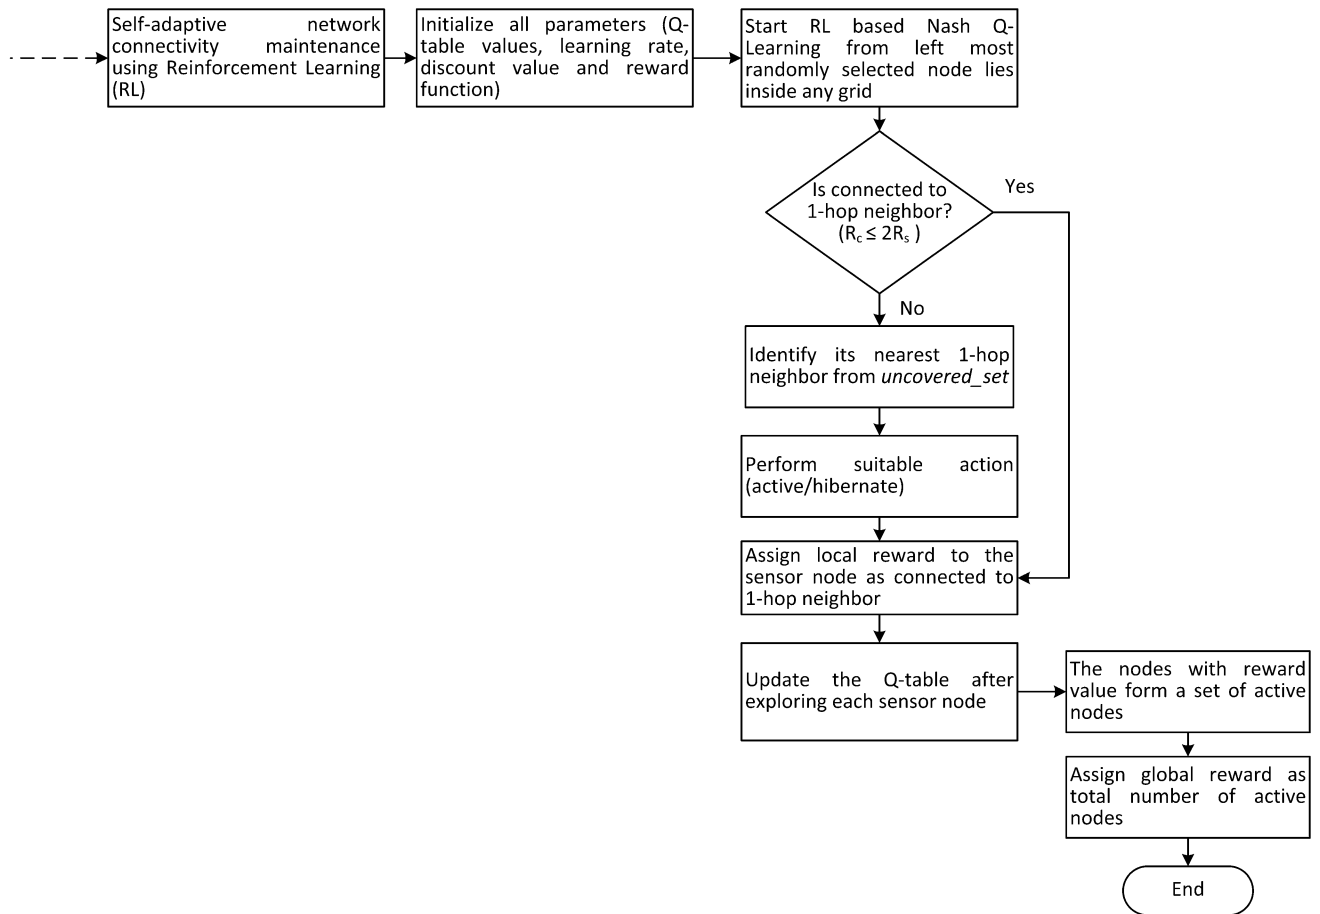 Self-adaptive network
connectivity maintenance
using Reinforcement Learning
(RL)
Initialize all parameters (Q-
table values, learning rate,
discount value and reward
function)
Start RL based Nash Q-
Learning from left most
randomly selected node lies
inside any grid
Is connected to
1-hop neighbor?
(Rc ≤ 2Rs )
Yes
No
Identify its nearest 1-hop
neighbor from uncovered_set
Perform suitable action
(active/hibernate)
Assign local reward to the
sensor node as connected to
1-hop neighbor
Update the Q-table after
exploring each sensor node
The nodes with reward
value form a set of active
nodes
Assign global reward as
total number of active
nodes
End